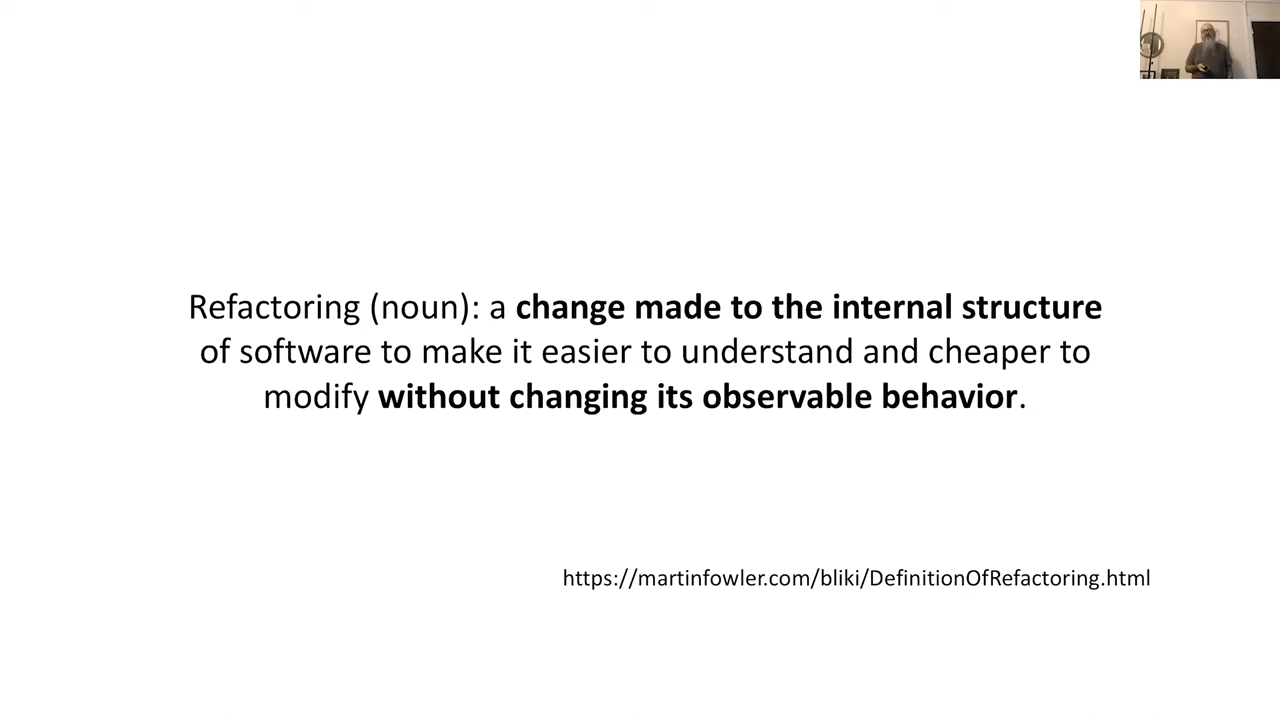 Refactoring (noun): a change made to the internal structure
of software to make it easier to understand and cheaper to
modify without changing its observable behavior.
https://martinfowler.com/bliki/DefinitionOfRefactoring.html